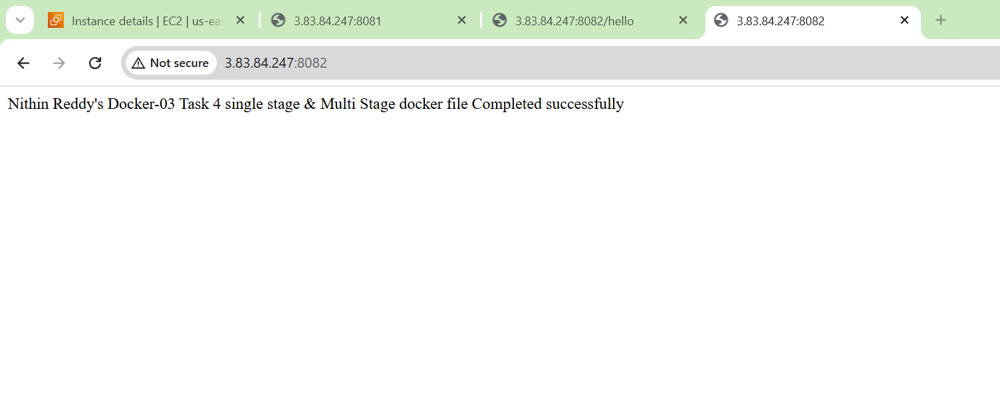 Instance details | EC2 | us-ea
3.83.84.247:8081
3.83.84.247:8082/hello
3.83.84.247:8082
Not secure
3.83.84.247:8082
Nithin Reddy's Docker-03 Task 4 single stage & Multi Stage docker file Completed successfully